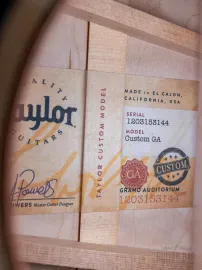 QUALITY
Taylor
GUITARS
Powers
POWERS Master Guitar Designer
TAYLOR CUSTOM MODEL
MADE IN EL CAJON,
CALIFORNIA, USA
SERIAL
1203153144
MODEL
Custom GA
GA
CUSTOM
GRAND AUDITORIUM
1203153144